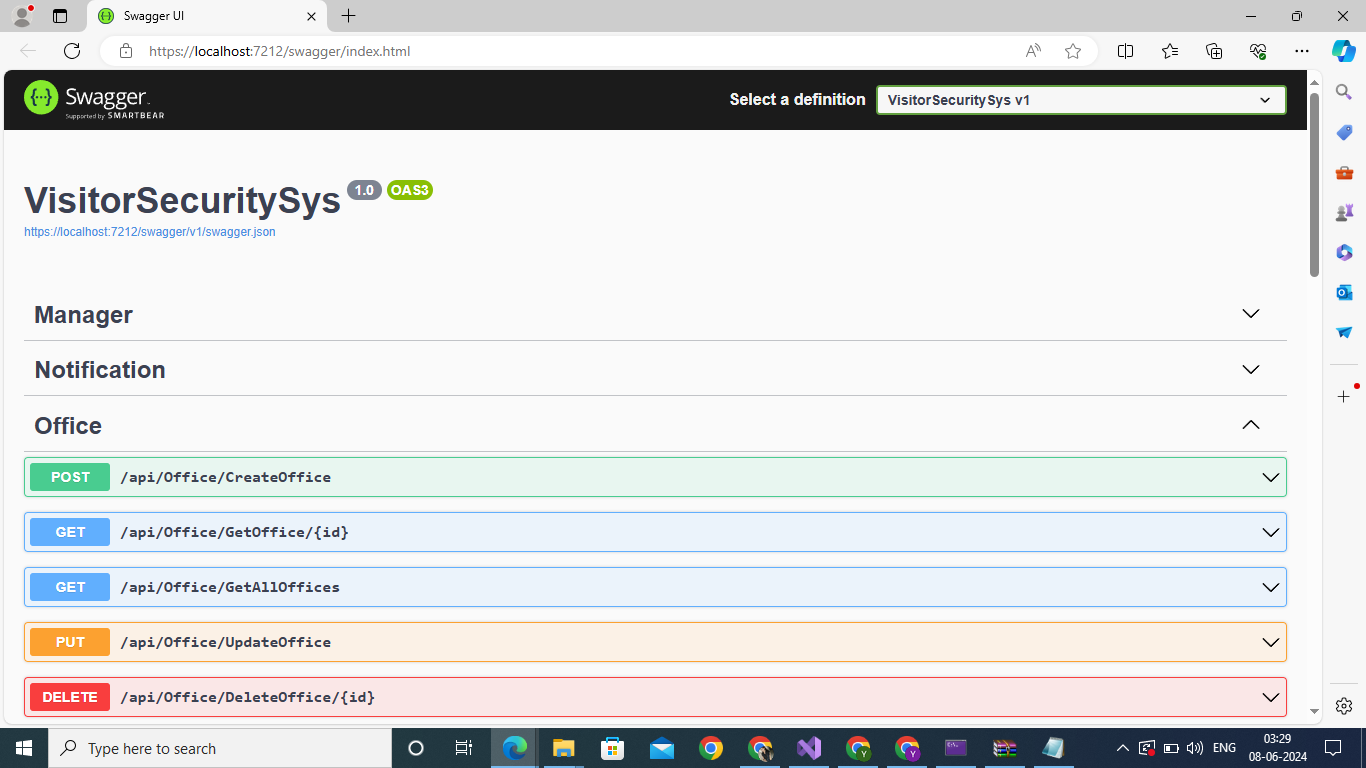 Swagger UI
https://localhost:7212/swagger/index.html
Swagger
Supported by SMARTBEAR
Select a definition
VisitorSecuritySys v1
VisitorSecuritySys 1.0 OAS3
https://localhost:7212/swagger/v1/swagger.json
Manager
Notification
Office
POST /api/Office/CreateOffice
GET /api/Office/GetOffice/{id}
GET /api/Office/GetAllOffices
PUT /api/Office/UpdateOffice
DELETE /api/Office/DeleteOffice/{id}
Type here to search
ENG
03:29
08-06-2024